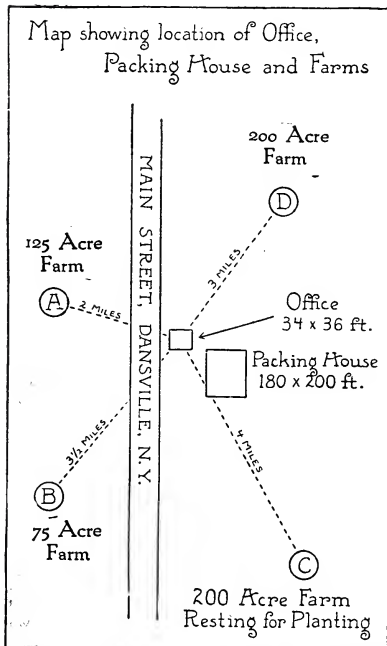 Map showing location of Office,
Packing House and Farms
200 Acre
Farm
D
MAIN STREET, DANSVILLE, N.Y.
125 Acre
Farm
A
2 MILES
3 MILES
Office
34 x 36 ft.
Packing House
180 x 200 ft.
3½ MILES
4 MILES
B
75 Acre
Farm
C
200 Acre Farm
Resting for Planting